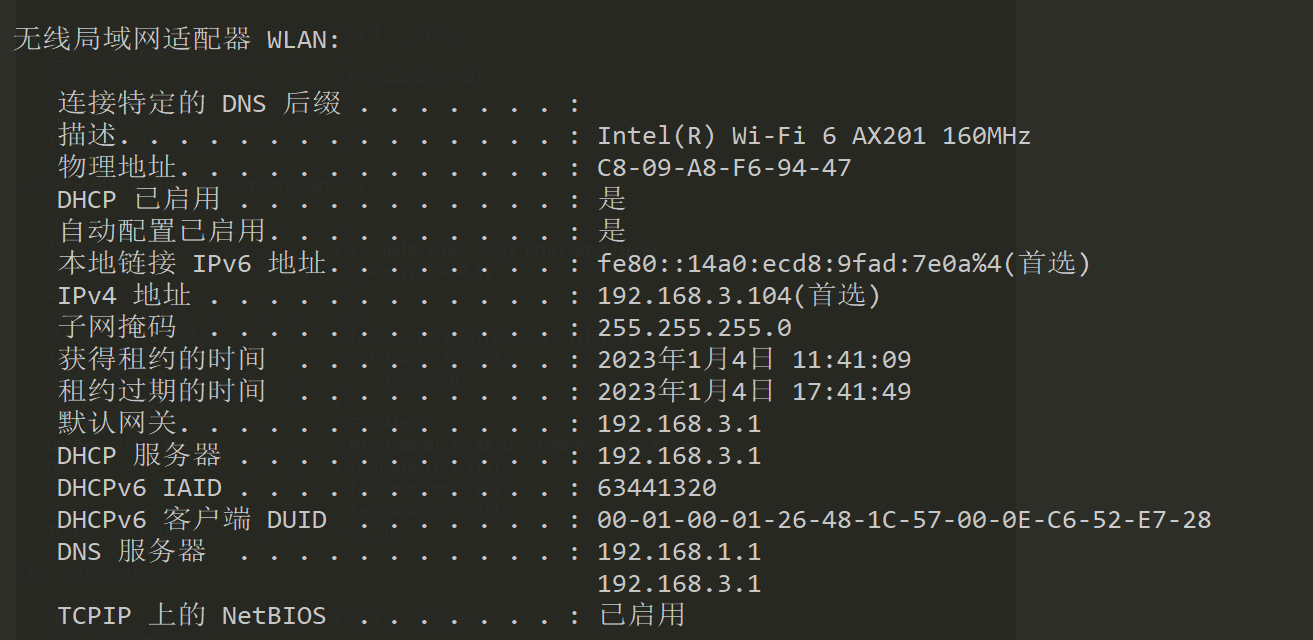 无线局域网适配器 WLAN:
连接特定的 DNS 后缀 . . . . . . . :
描述. . . . . . . . . . . . . . . : Intel(R) Wi-Fi 6 AX201 160MHz
物理地址. . . . . . . . . . . . . : C8-09-A8-F6-94-47
DHCP 已启用 . . . . . . . . . . . : 是
自动配置已启用. . . . . . . . . . : 是
本地链接 IPv6 地址. . . . . . . . : fe80::14a0:ecd8:9fad:7e0a%4(首选)
IPv4 地址 . . . . . . . . . . . . : 192.168.3.104(首选)
子网掩码  . . . . . . . . . . . . : 255.255.255.0
获得租约的时间  . . . . . . . . . : 2023年1月4日 11:41:09
租约过期的时间  . . . . . . . . . : 2023年1月4日 17:41:49
默认网关. . . . . . . . . . . . . : 192.168.3.1
DHCP 服务器 . . . . . . . . . . . : 192.168.3.1
DHCPv6 IAID . . . . . . . . . . . : 63441320
DHCPv6 客户端 DUID  . . . . . . . : 00-01-00-01-26-48-1C-57-00-0E-C6-52-E7-28
DNS 服务器  . . . . . . . . . . . : 192.168.1.1
192.168.3.1
TCPIP 上的 NetBIOS  . . . . . . . : 已启用